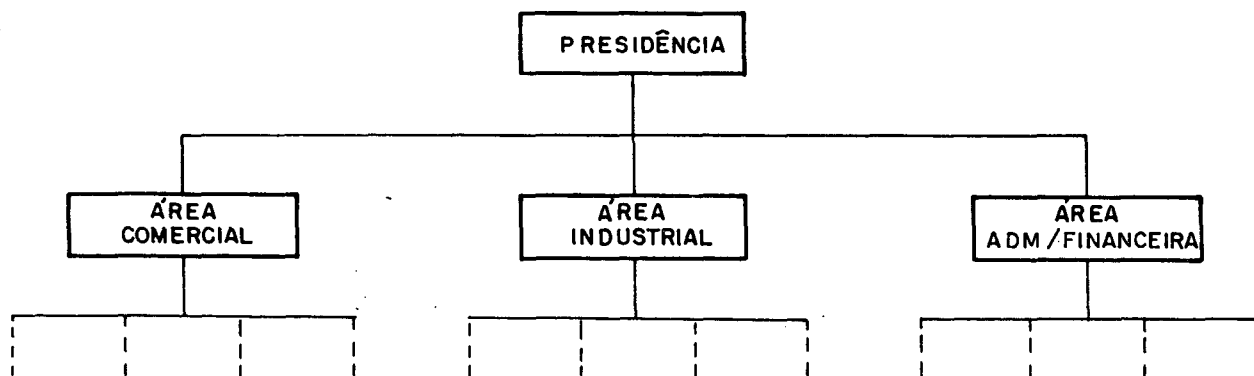 PRESIDÊNCIA
ÁREA
COMERCIAL
ÁREA
INDUSTRIAL
ÁREA
ADM/FINANCEIRA